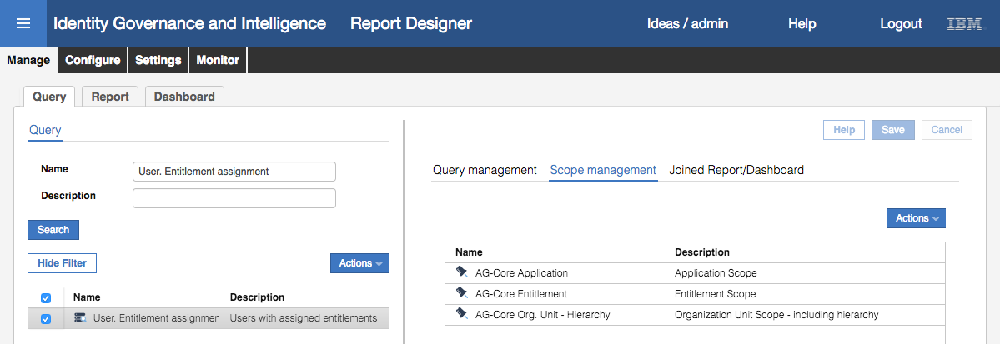 Identity Governance and Intelligence Report Designer Ideas / admin Help Logout IBM
Manage Configure Settings Monitor
Query Report Dashboard
Query
Help Save Cancel
Name User. Entitlement assignment
Description
Query management Scope management Joined Report/Dashboard
Search
Actions
Hide Filter Actions
Name Description
User. Entitlement assignmen Users with assigned entitlements
Name Description
AG-Core Application Application Scope
AG-Core Entitlement Entitlement Scope
AG-Core Org. Unit - Hierarchy Organization Unit Scope - including hierarchy